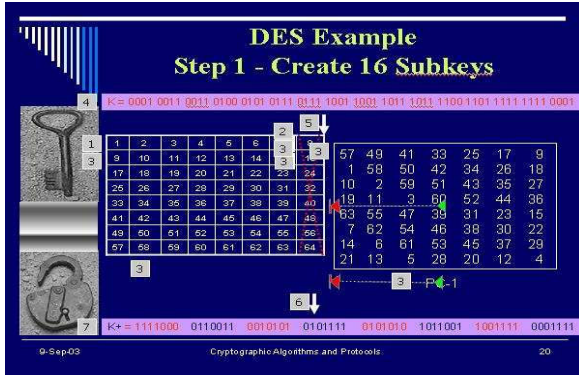 DES Example
Step 1 - Create 16 Subkeys
4 K = 0001 0011 0011 0100 0101 0111 0111 1001 1001 1011 1011 1100 1101 1111 1111 0001
5
2
1 1 2 3 4 5 6 3 3
3 9 10 11 12 13 14 3
17 18 19 20 21 22 23 24
25 26 27 28 29 30 31 32
33 34 35 36 37 38 39 40
41 42 43 44 45 46 47 48
49 50 51 52 53 54 55 56
57 58 59 60 61 62 63 64
3
57 49 41 33 25 17 9
1 58 50 42 34 26 18
10 2 59 51 43 35 27
19 11 3 60 52 44 36
63 55 47 39 31 23 15
7 62 54 46 38 30 22
14 6 61 53 45 37 29
21 13 5 28 20 12 4
3 PC-1
6
7 K+ = 1111000 0110011 0010101 0101111 0101010 1011001 1001111 0001111
9-Sep-03 Cryptographic Algorithms and Protocols 20